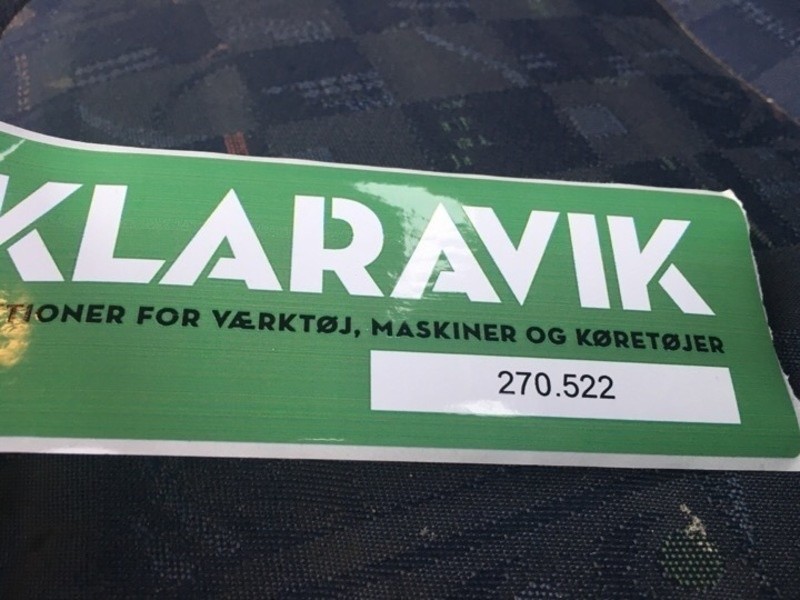 KLARAVIK
TIONER FOR VÆRKTØJ, MASKINER OG KØRETØJER
270.522